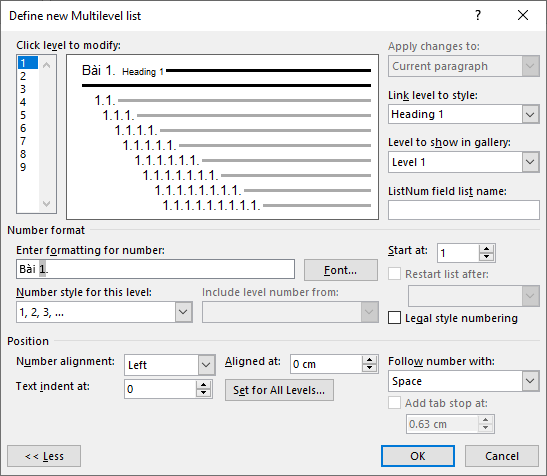 Define new Multilevel list
?
Click level to modify:
1
2
3
4
5
6
7
8
9
Bài 1. Heading 1
1.1.
1.1.1.
1.1.1.1.
1.1.1.1.1.
1.1.1.1.1.1.
1.1.1.1.1.1.1.
1.1.1.1.1.1.1.1.
1.1.1.1.1.1.1.1.1.
Apply changes to:
Current paragraph
Link level to style:
Heading 1
Level to show in gallery:
Level 1
ListNum field list name:
Number format
Enter formatting for number:
Bài 1.
Font...
Number style for this level:
1, 2, 3, ...
Include level number from:
Start at: 1
Restart list after:
Legal style numbering
Position
Number alignment: Left
Aligned at: 0 cm
Text indent at: 0
Set for All Levels...
Follow number with:
Space
Add tab stop at:
0.63 cm
<< Less
OK
Cancel